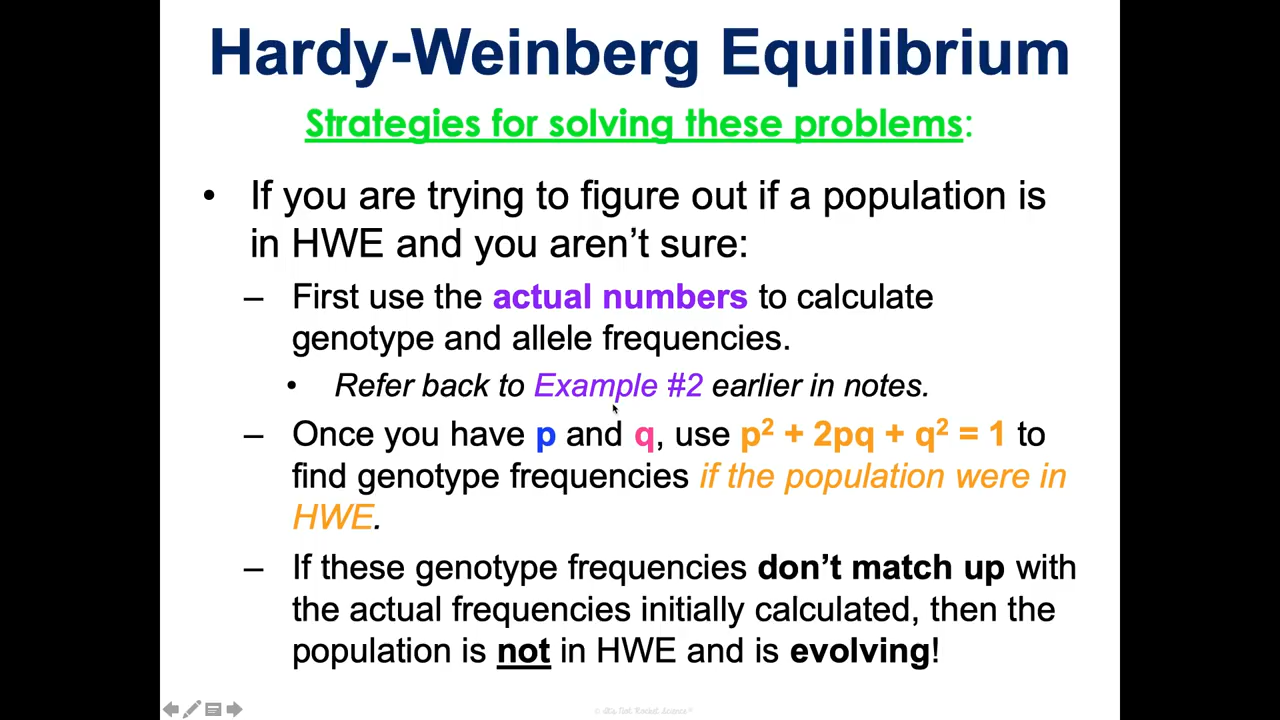 Hardy-Weinberg Equilibrium
Strategies for solving these problems:
• If you are trying to figure out if a population is
in HWE and you aren’t sure:
– First use the actual numbers to calculate
genotype and allele frequencies.
• Refer back to Example #2 earlier in notes.
– Once you have p and q, use p² + 2pq + q² = 1 to
find genotype frequencies if the population were in
HWE.
– If these genotype frequencies don’t match up with
the actual frequencies initially calculated, then the
population is not in HWE and is evolving!
© It's Not Rocket Science®